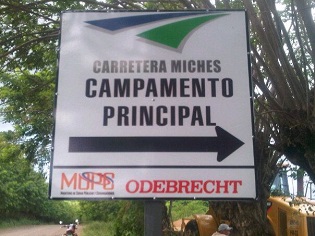 CARRETERA MICHES
CAMPAMENTO
PRINCIPAL
MOPC ODEBRECHT